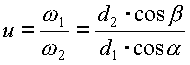 u = ω₁/ω₂ = (d₂ · cos β)/(d₁ · cos α)